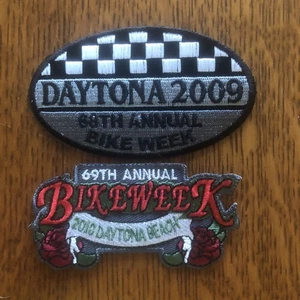 DAYTONA 2009
68TH ANNUAL
BIKE WEEK
69TH ANNUAL
BIKEWEEK
2010 DAYTONA BEACH